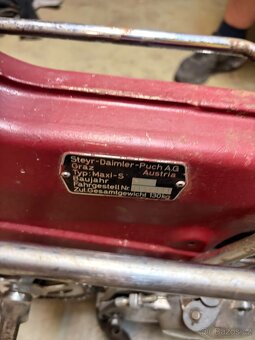 Steyr-Daimler-Puch A.G
Graz Austria
Typ: Maxi-S
Baujahr
Fahrgestell Nr
Zul. Gesamtgewicht 130kg